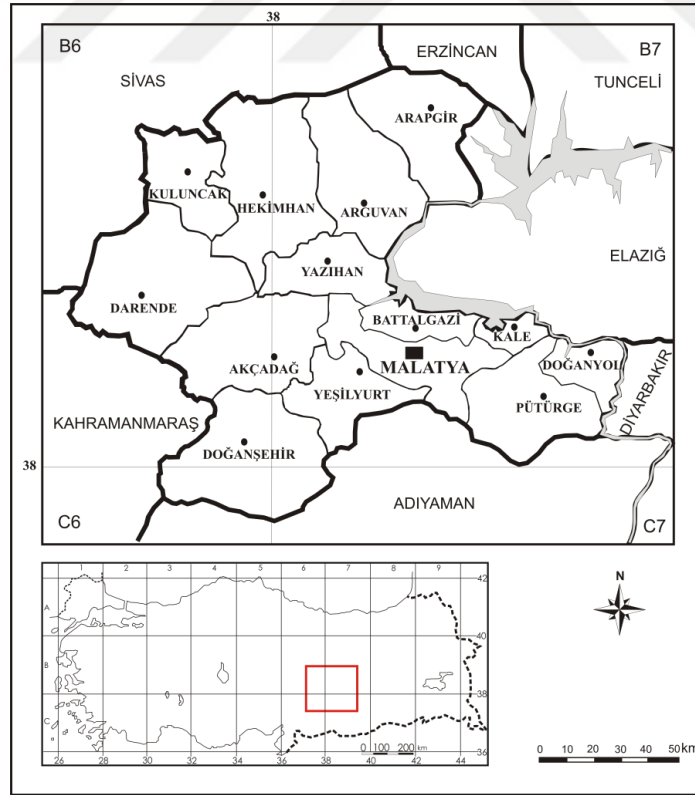 38
B6
ERZİNCAN
B7
SİVAS
TUNCELİ
ARAPGİR
KULUNCAK
HEKİMHAN
ARGUVAN
ELAZIĞ
YAZIHAN
DARENDE
BATTALGAZİ
KALE
AKÇADAĞ
MALATYA
DOĞANYOL
YEŞİLYURT
PÜTÜRGE
DİYARBAKIR
KAHRAMANMARAŞ
DOĞANŞEHİR
38
ADIYAMAN
C6
C7
1 2 3 4 5 6 7 8 9
42
A
40
B
38
C
36
0 100 200 km
26 28 30 32 34 36 38 40 42 44
N
0 10 20 30 40 50 km